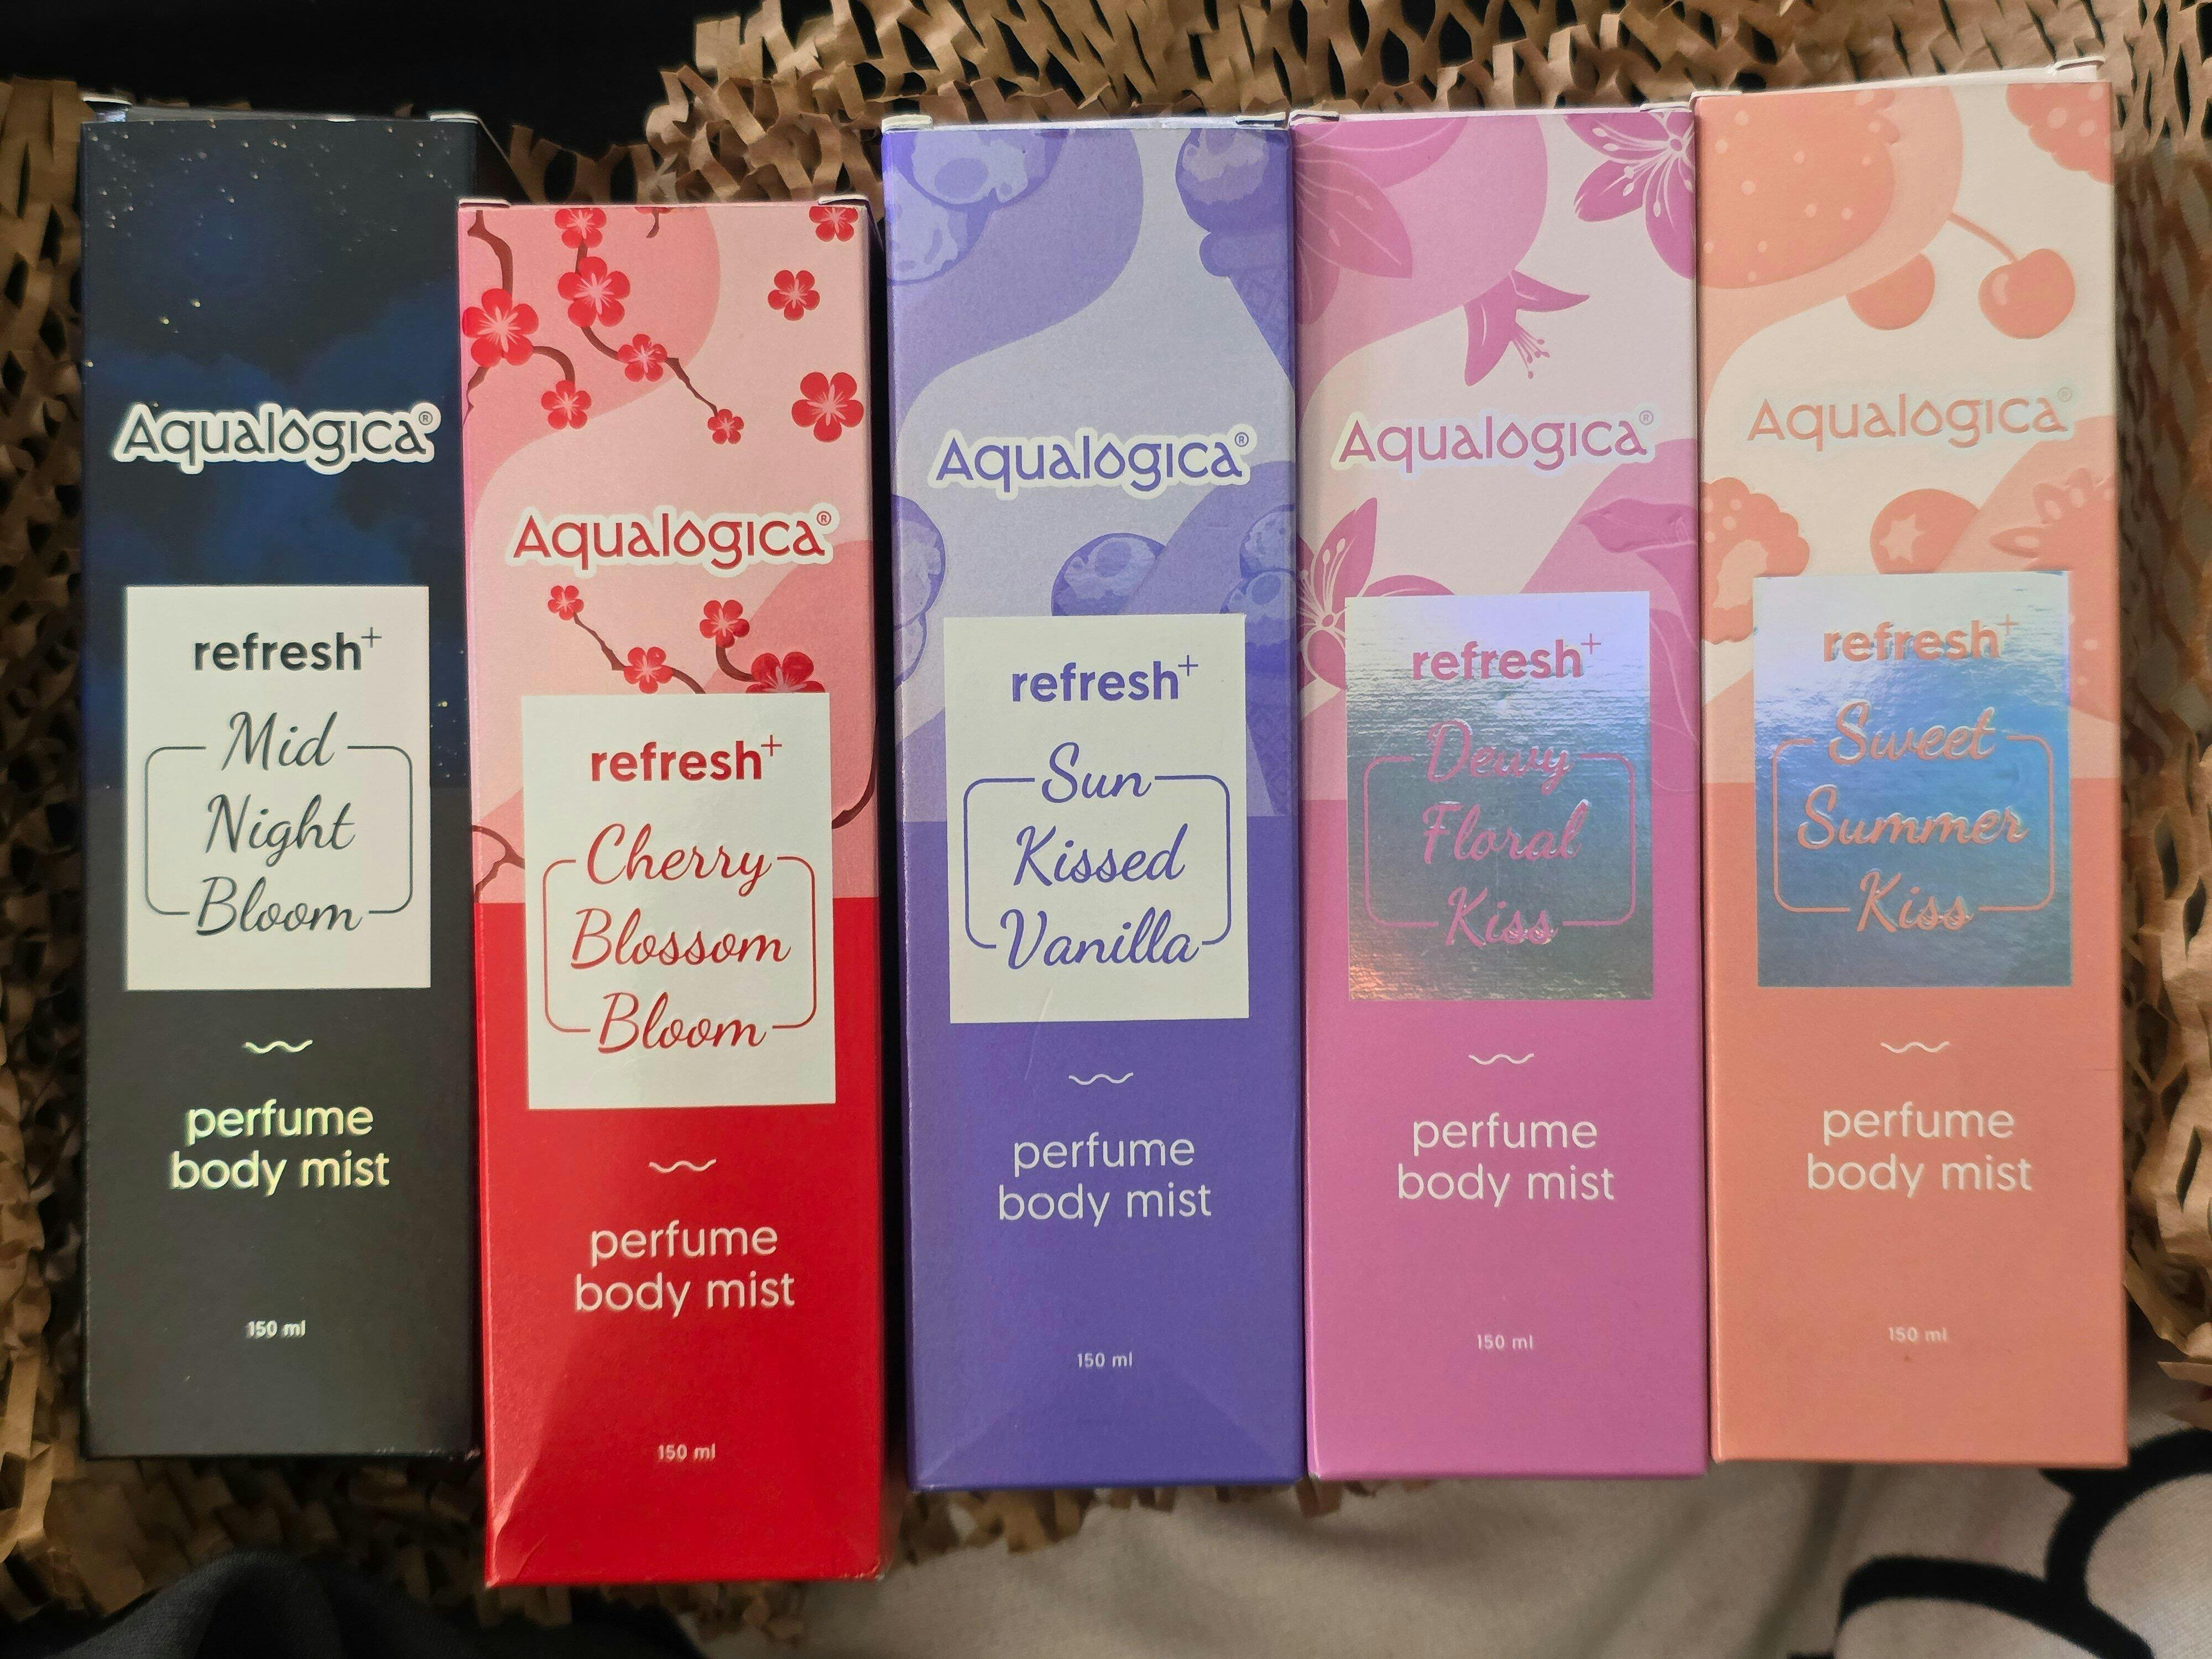 Aqualogica®
refresh+
Mid
Night
Bloom
perfume
body mist
150 ml
Aqualogica®
refresh+
Cherry
Blossom
Bloom
perfume
body mist
150 ml
Aqualogica®
refresh+
Sun
Kissed
Vanilla
perfume
body mist
150 ml
Aqualogica®
refresh+
Dewy
Floral
Kiss
perfume
body mist
150 ml
Aqualogica®
refresh+
Sweet
Summer
Kiss
perfume
body mist
150 ml